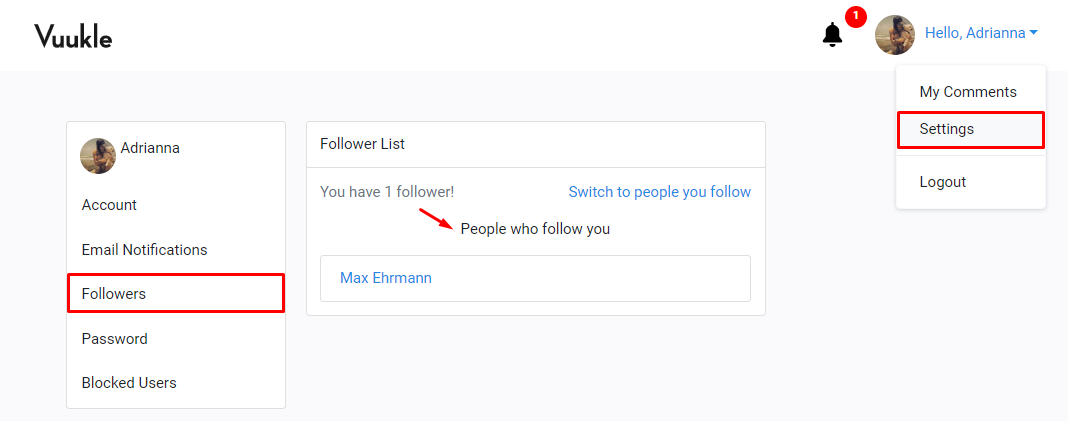 Vuukle
1
Hello, Adrianna
My Comments
Settings
Logout
Adrianna
Account
Email Notifications
Followers
Password
Blocked Users
Follower List
You have 1 follower!
Switch to people you follow
People who follow you
Max Ehrmann